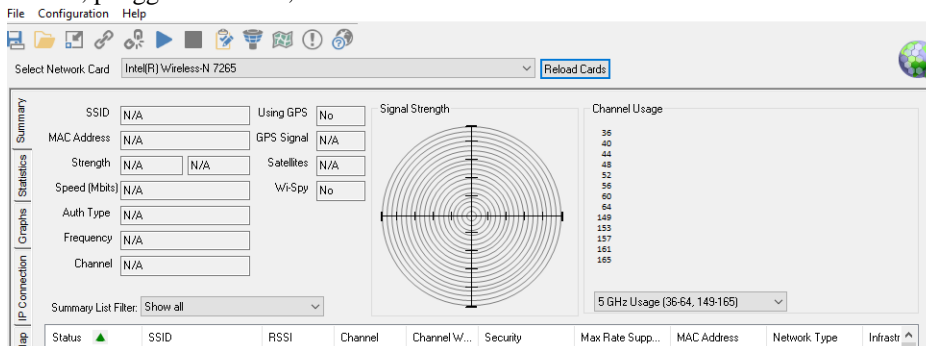 File Configuration Help
Select Network Card Intel(R) Wireless-N 7265 Reload Cards
Summary
Statistics
Graphs
IP Connection
SSID N/A
MAC Address N/A
Strength N/A N/A
Speed (Mbits) N/A
Auth Type N/A
Frequency N/A
Channel N/A
Using GPS No
GPS Signal N/A
Satellites N/A
Wi-Spy No
Signal Strength
Channel Usage
36
40
44
48
52
56
60
64
149
153
157
161
165
5 GHz Usage (36-64, 149-165)
Summary List Filter: Show all
Status SSID RSSI Channel Channel W... Security Max Rate Supp... MAC Address Network Type Infrastr